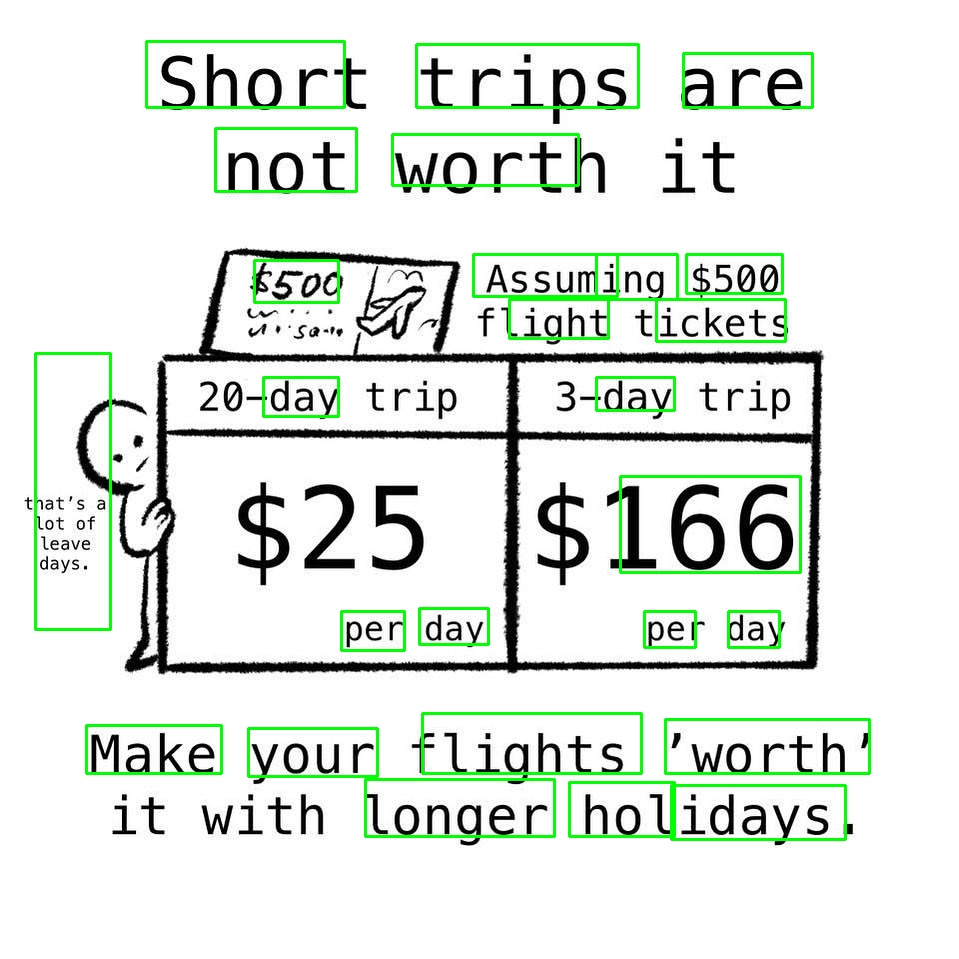 Short trips are
not worth it
$500
Assuming $500
flight tickets
20-day trip
3-day trip
that’s a
lot of
leave
days.
$25
$166
per day
per day
Make your flights ’worth’
it with longer holidays.